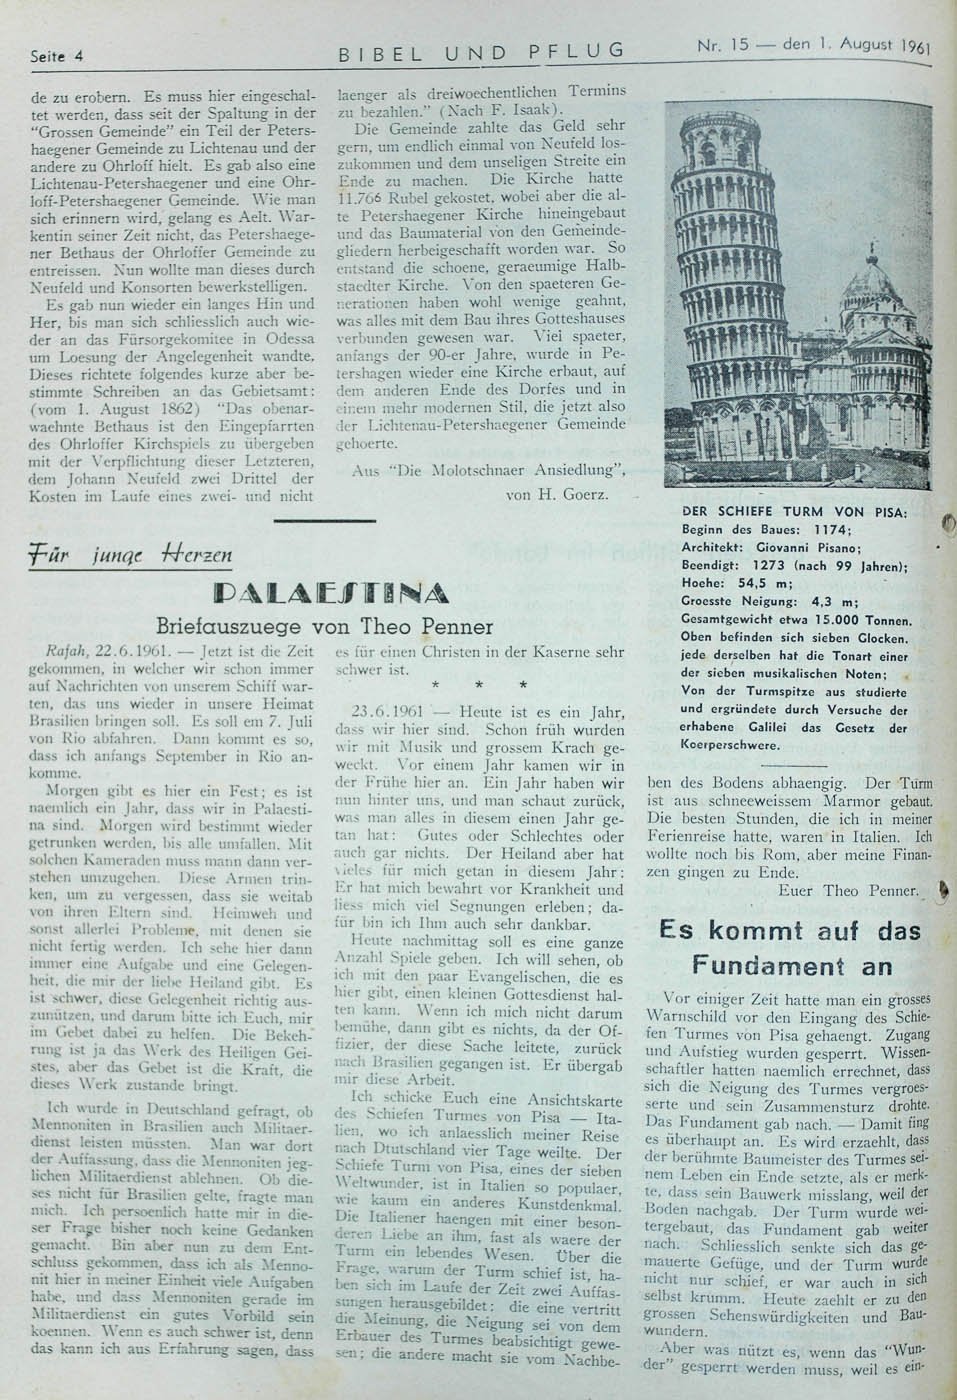 Seite 4
BIBEL UND PFLUG
Nr. 15 — den 1. August 1961
de zu erobern. Es muss hier eingeschal-
tet werden, dass seit der Spaltung in der
“Grossen Gemeinde” ein Teil der Peters-
haegener Gemeinde zu Lichtenau und der
andere zu Ohrloff hielt. Es gab also eine
Lichtenau-Petershaegener und eine Ohr-
loff-Petershaegener Gemeinde. Wie man
sich erinnern wird, gelang es Aelt. War-
kentin seiner Zeit nicht, das Petershaege-
ner Bethaus der Ohrloffer Gemeinde zu
entreissen. Nun wollte man dieses durch
Neufeld und Konsorten bewerkstelligen.
Es gab nun wieder ein langes Hin und
Her, bis man sich schliesslich auch wie-
der an das Fürsorgekomitee in Odessa
um Loesung der Angelegenheit wandte,
Dieses richtete folgendes kurze aber be-
stimmte Schreiben an das Gebietsamt:
(vom 1. August 1862) “Das obenar-
waehnte Bethaus ist den Eingepfarrten
des Ohrloffer Kirchspiels zu übergeben
mit der Verpflichtung dieser Letzteren,
dem Johann Neufeld zwei Drittel der
Kosten im Laufe eines zwei- und nicht
laenger als dreiwoechentlichen Termins
zu bezahlen.” (Nach F. Isaak).
Die Gemeinde zahlte das Geld sehr
gern, um endlich einmal von Neufeld los-
zukommen und dem unseligen Streite ein
Ende zu machen. Die Kirche hatte
11.766 Rubel gekostet, wobei aber die al-
te Petershaegener Kirche hineingebaut
und das Baumaterial von den Gemeinde-
gliedern herbeigeschafft worden war. So
entstand die schoene, geraeumige Halb-
staedter Kirche. Von den spaeteren Ge-
nerationen haben wohl wenige geahnt,
was alles mit dem Bau ihres Gotteshauses
verbunden gewesen war. Viel spaeter,
anfangs der 90-er Jahre, wurde in Pe-
tershagen wieder eine Kirche erbaut, auf
dem anderen Ende des Dorfes und in
einem mehr modernen Stil, die jetzt also
der Lichtenau-Petershaegener Gemeinde
gehoerte.
Aus “Die Molotschnaer Ansiedlung”,
von H. Goerz.
DER SCHIEFE TURM VON PISA:
Beginn des Baues: 1174;
Architekt: Giovanni Pisano;
Beendigt: 1273 (nach 99 Jahren);
Hoehe: 54,5 m;
Groesste Neigung: 4,3 m;
Gesamtgewicht etwa 15.000 Tonnen.
Oben befinden sich sieben Glocken.
jede derselben hat die Tonart einer
der sieben musikalischen Noten;
Von der Turmspitze aus studierte
und ergründete durch Versuche der
erhabene Galilei das Gesetz der
Koerperschwere.
Für junge Herzen
PALAESTINA
Briefauszuege von Theo Penner
Rafah, 22.6.1961. — Jetzt ist die Zeit
gekommen, in welcher wir schon immer
auf Nachrichten von unserem Schiff war-
ten, das uns wieder in unsere Heimat
Brasilien bringen soll. Es soll em 7. Juli
von Rio abfahren. Dann kommt es so,
dass ich anfangs September in Rio an-
komme.
Morgen gibt es hier ein Fest; es ist
naemlich ein Jahr, dass wir in Palaesti-
na sind. Morgen wird bestimmt wieder
getrunken werden, bis alle umfallen. Mit
solchen Kameraden muss mann dann ver-
stehen umzugehen. Diese Armen trin-
ken, um zu vergessen, dass sie weitab
von ihren Eltern sind. Heimweh und
sonst allerlei Probleme, mit denen sie
nicht fertig werden. Ich sehe hier dann
immer eine Aufgabe und eine Gelegen-
heit, die mir der liebe Heiland gibt. Es
ist schwer, diese Gelegenheit richtig aus-
zunützen, und darum bitte ich Euch, mir
im Gebet dabei zu helfen. Die Bekeh-
rung ist ja das Werk des Heiligen Gei-
stes, aber das Gebet ist die Kraft, die
dieses Werk zustande bringt.
Ich wurde in Deutschland gefragt, ob
Mennoniten in Brasilien auch Militaer-
dienst leisten müssten. Man war dort
der Auffassung, dass die Mennoniten jeg-
lichen Militaerdienst ablehnen. Ob die-
ses nicht für Brasilien gelte, fragte man
mich. Ich persoenlich hatte mir in die-
ser Frage bisher noch keine Gedanken
gemacht. Bin aber nun zu dem Ent-
schluss gekommen, dass ich als Menno-
nit hier in meiner Einheit viele Aufgaben
habe, und dass Mennoniten gerade im
Militaerdienst ein gutes Vorbild sein
koennen. Wenn es auch schwer ist, denn
das kann ich aus Erfahrung sagen, dass
es für einen Christen in der Kaserne sehr
schwer ist.
* * *
23.6.1961 — Heute ist es ein Jahr,
dass wir hier sind. Schon früh wurden
wir mit Musik und grossem Krach ge-
weckt. Vor einem Jahr kamen wir in
der Frühe hier an. Ein Jahr haben wir
nun hinter uns, und man schaut zurück,
was man alles in diesem einen Jahr ge-
tan hat: Gutes oder Schlechtes oder
auch gar nichts. Der Heiland aber hat
vieles für mich getan in diesem Jahr:
Er hat mich bewahrt vor Krankheit und
liess mich viel Segnungen erleben; da-
für bin ich Ihm auch sehr dankbar.
Heute nachmittag soll es eine ganze
Anzahl Spiele geben. Ich will sehen, ob
ich mit den paar Evangelischen, die es
hier gibt, einen kleinen Gottesdienst hal-
ten kann. Wenn ich mich nicht darum
bemühe, dann gibt es nichts, da der Of-
fizier, der diese Sache leitete, zurück
nach Brasilien gegangen ist. Er übergab
mir diese Arbeit.
Ich schicke Euch eine Ansichtskarte
des Schiefen Turmes von Pisa — Ita-
lien, wo ich anlaesslich meiner Reise
nach Dtutschland vier Tage weilte. Der
Schiefe Turm von Pisa, eines der sieben
Weltwunder, ist in Italien so populaer,
wie kaum ein anderes Kunstdenkmal.
Die Italiener haengen mit einer beson-
deren Liebe an ihm, fast als waere der
Turm ein lebendes Wesen. Über die
Frage, warum der Turm schief ist, ha-
ben sich im Laufe der Zeit zwei Auffas-
sungen herausgebildet: die eine vertritt
die Meinung, die Neigung sei von dem
Erbauer des Turmes beabsichtigt gewe-
sen; die andere macht sie vom Nachbe-
ben des Bodens abhaengig. Der Turm
ist aus schneeweissem Marmor gebaut.
Die besten Stunden, die ich in meiner
Ferienreise hatte, waren in Italien. Ich
wollte noch bis Rom, aber meine Finan-
zen gingen zu Ende.
Euer Theo Penner.
Es kommt auf das
Fundament an
Vor einiger Zeit hatte man ein grosses
Warnschild vor den Eingang des Schie-
fen Turmes von Pisa gehaengt. Zugang
und Aufstieg wurden gesperrt. Wissen-
schaftler hatten naemlich errechnet, dass
sich die Neigung des Turmes vergroes-
serte und sein Zusammensturz drohte.
Das Fundament gab nach. — Damit fing
es überhaupt an. Es wird erzaehlt, dass
der berühmte Baumeister des Turmes sei-
nem Leben ein Ende setzte, als er merk-
te, dass sein Bauwerk misslang, weil der
Boden nachgab. Der Turm wurde wei-
tergebaut, das Fundament gab weiter
nach. Schliesslich senkte sich das ge-
mauerte Gefüge, und der Turm wurde
nicht nur schief, er war auch in sich
selbst krumm. Heute zaehlt er zu den
grossen Sehenswürdigkeiten und Bau-
wundern.
Aber was nützt es, wenn das “Wun-
der” gesperrt werden muss, weil es ein-